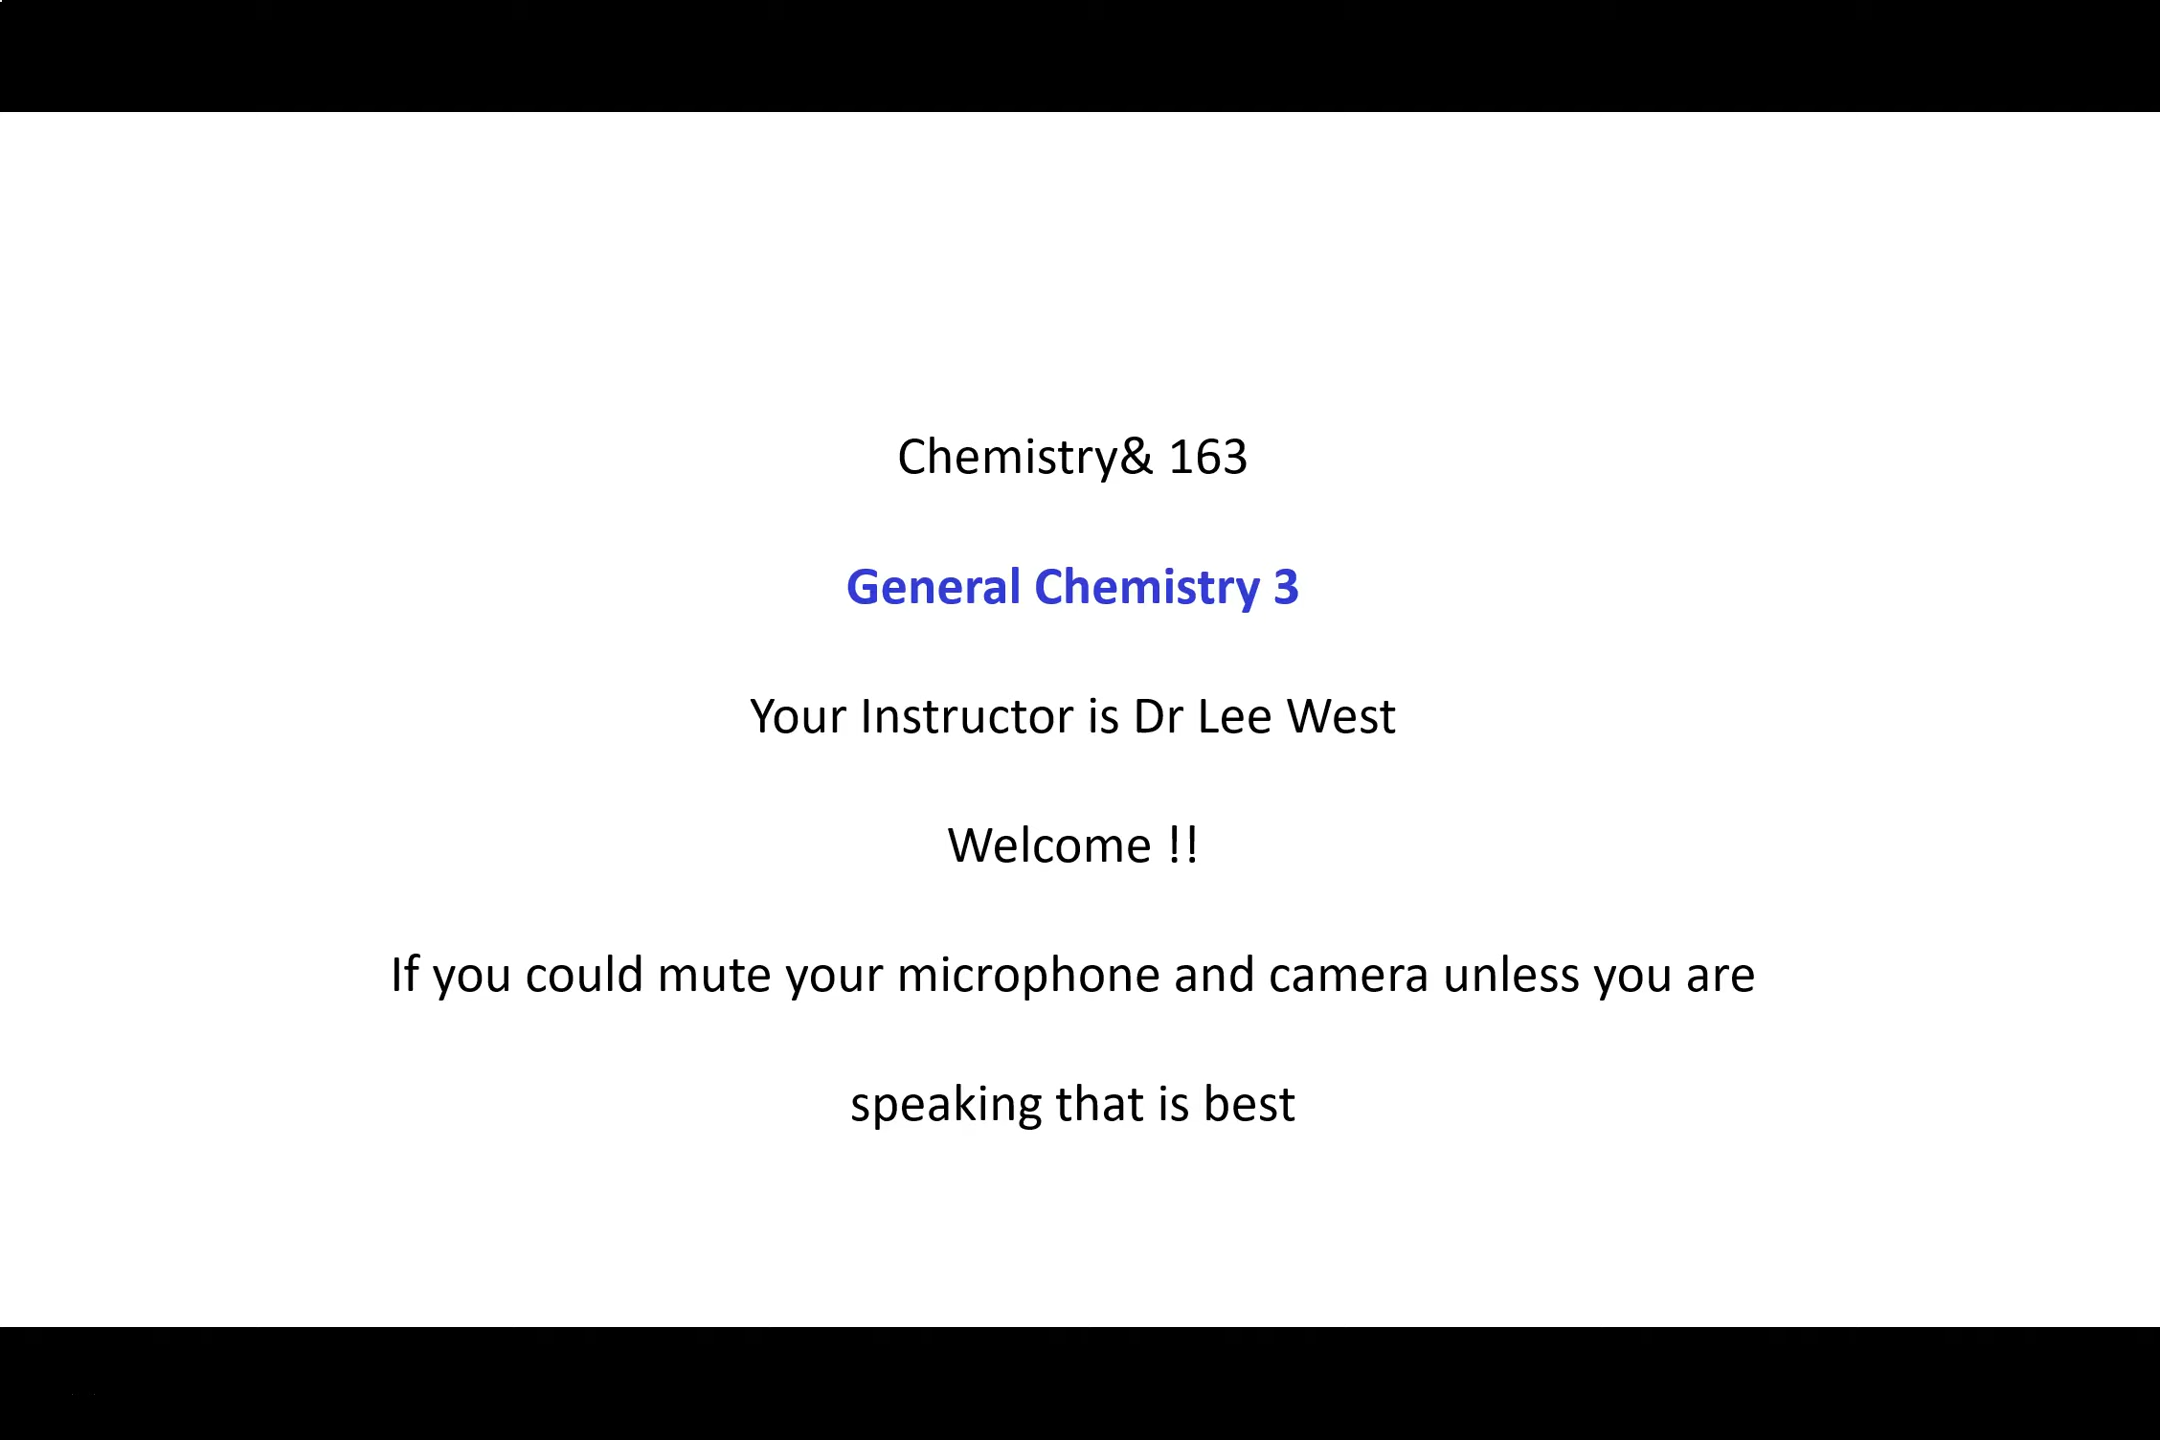 Chemistry& 163
General Chemistry 3
Your Instructor is Dr Lee West
Welcome !!
If you could mute your microphone and camera unless you are
speaking that is best